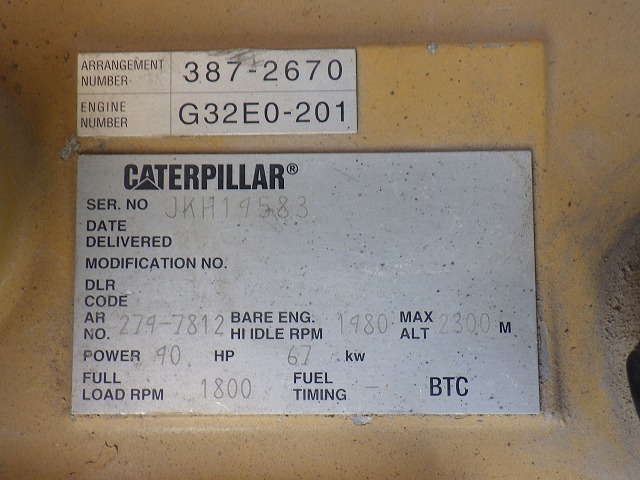 ARRANGEMENT NUMBER 387-2670
ENGINE NUMBER G32E0-201
CATERPILLAR®
SER. NO JKH19583
DATE
DELIVERED
MODIFICATION NO.
DLR
CODE
AR NO. 279-7812 BARE ENG. HI IDLE RPM 1980 MAX ALT 2300 M
POWER 90 HP 67 kw
FULL LOAD RPM 1800 FUEL TIMING - BTC